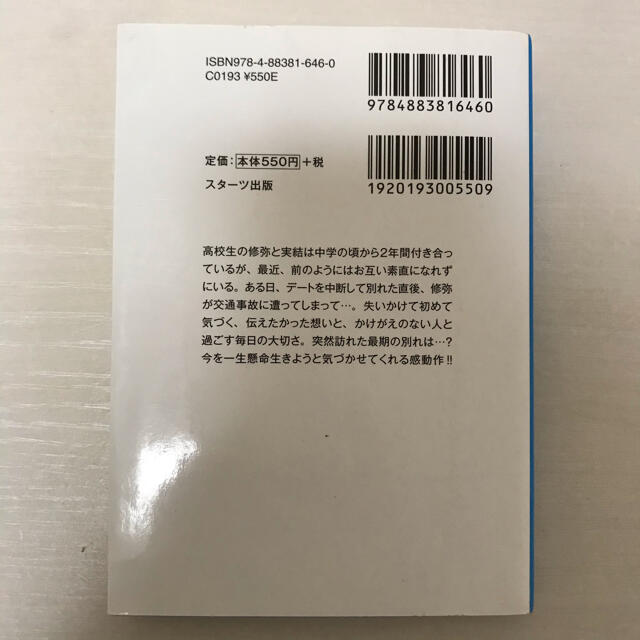 ISBN978-4-88381-646-0
C0193 ¥550E
9784883816460
定価:本体550円+税
スターツ出版
1920193005509
高校生の修弥と実結は中学の頃から2年間付き合っ
ているが、最近、前のようにはお互い素直になれず
にいる。ある日、デートを中断して別れた直後、修弥
が交通事故に遭ってしまって…。失いかけて初めて
気づく、伝えたかった想いと、かけがえのない人と
過ごす毎日の大切さ。突然訪れた最期の別れは…?
今を一生懸命生きようと気づかせてくれる感動作!!